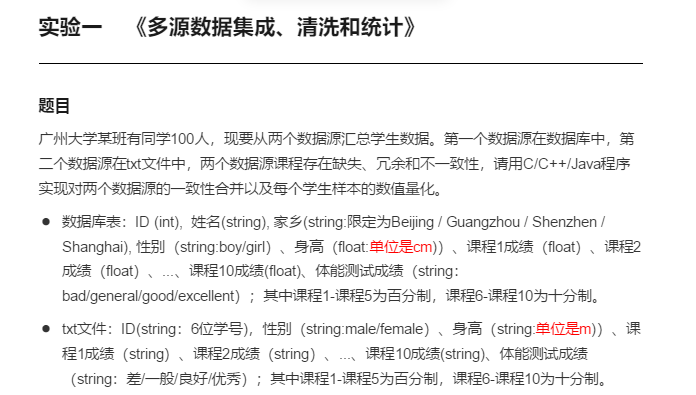 实验一 《多源数据集成、清洗和统计》
题目
广州大学某班有同学100人，现要从两个数据源汇总学生数据。第一个数据源在数据库中，第
二个数据源在txt文件中，两个数据源课程存在缺失、冗余和不一致性，请用C/C++/Java程序
实现对两个数据源的一致性合并以及每个学生样本的数值量化。
● 数据库表：ID (int), 姓名(string), 家乡(string:限定为Beijing / Guangzhou / Shenzhen /
Shanghai), 性别（string:boy/girl）、身高（float:单位是cm)）、课程1成绩（float）、课程2
成绩（float）、...、课程10成绩(float)、体能测试成绩（string：
bad/general/good/excellent）；其中课程1-课程5为百分制，课程6-课程10为十分制。
● txt文件：ID(string：6位学号)，性别（string:male/female）、身高（string:单位是m)）、课
程1成绩（string）、课程2成绩（string）、...、课程10成绩(string)、体能测试成绩
（string：差/一般/良好/优秀）；其中课程1-课程5为百分制，课程6-课程10为十分制。